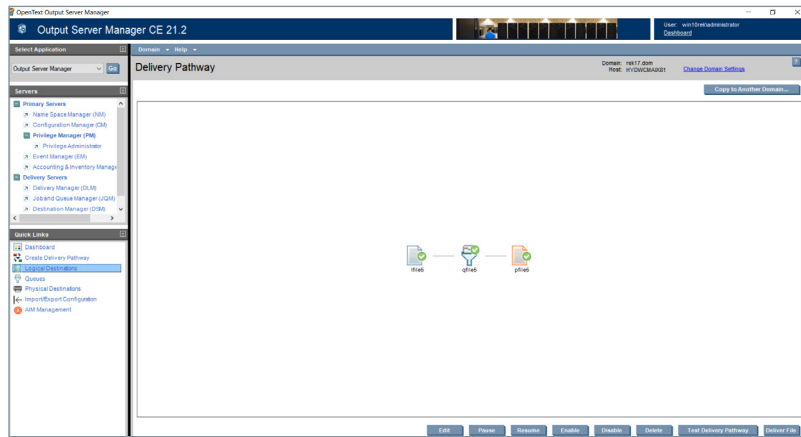 OpenText Output Server Manager
Output Server Manager CE 21.2
User: win10rek\administrator
Dashboard
Select Application
Domain Help
Output Server Manager
Go
Delivery Pathway
Domain: rek17.dom
Host: HYDWCMAIX01
Change Domain Settings
Copy to Another Domain...
Servers
Primary Servers
Name Space Manager (NM)
Configuration Manager (CM)
Privilege Manager (PM)
Privilege Administrator
Event Manager (EM)
Accounting & Inventory Manage
Delivery Servers
Delivery Manager (DLM)
Job and Queue Manager (JQM)
Destination Manager (DSM)
Quick Links
Dashboard
Create Delivery Pathway
Logical Destinations
Queues
Physical Destinations
Import/Export Configuration
AIM Management
lfile6
qfile6
pfile6
Edit
Pause
Resume
Enable
Disable
Delete
Test Delivery Pathway
Deliver File